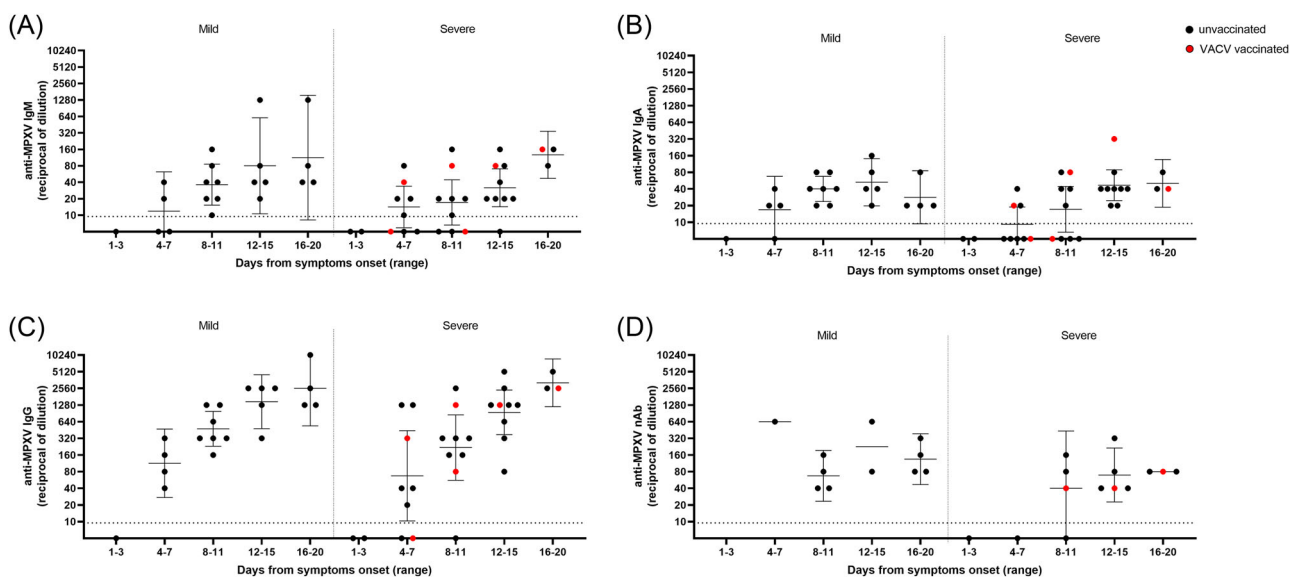 (A)
Mild
Severe
anti-MPXV IgM
(reciprocal of dilution)
10240
5120
2560
1280
640
320
160
80
40
20
10
1-3 4-7 8-11 12-15 16-20 1-3 4-7 8-11 12-15 16-20
Days from symptoms onset (range)
(B)
Mild
Severe
unvaccinated
VACV vaccinated
anti-MPXV IgA
(reciprocal of dilution)
10240
5120
2560
1280
640
320
160
80
40
20
10
1-3 4-7 8-11 12-15 16-20 1-3 4-7 8-11 12-15 16-20
Days from symptoms onset (range)
(C)
Mild
Severe
anti-MPXV IgG
(reciprocal of dilution)
10240
5120
2560
1280
640
320
160
80
40
20
10
1-3 4-7 8-11 12-15 16-20 1-3 4-7 8-11 12-15 16-20
Days from symptoms onset (range)
(D)
Mild
Severe
anti-MPXV nAb
(reciprocal of dilution)
10240
5120
2560
1280
640
320
160
80
40
20
10
1-3 4-7 8-11 12-15 16-20 1-3 4-7 8-11 12-15 16-20
Days from symptoms onset (range)